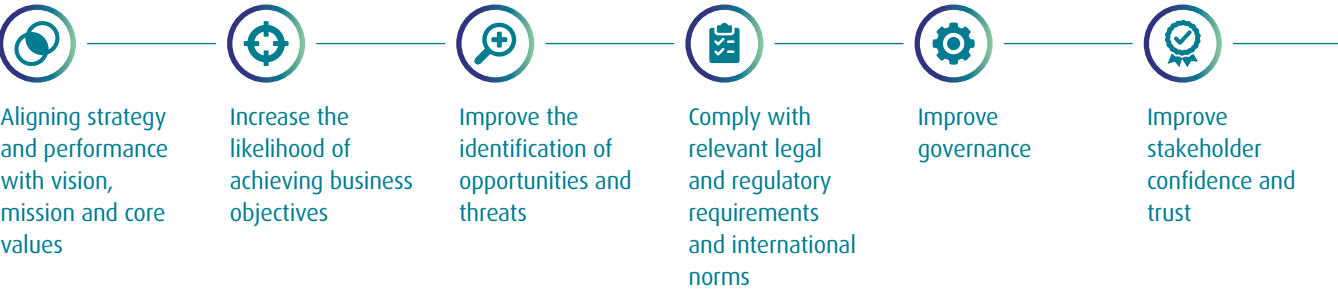 Aligning strategy
and performance
with vision,
mission and core
values
Increase the
likelihood of
achieving business
objectives
Improve the
identification of
opportunities and
threats
Comply with
relevant legal
and regulatory
requirements
and international
norms
Improve
governance
Improve
stakeholder
confidence and
trust